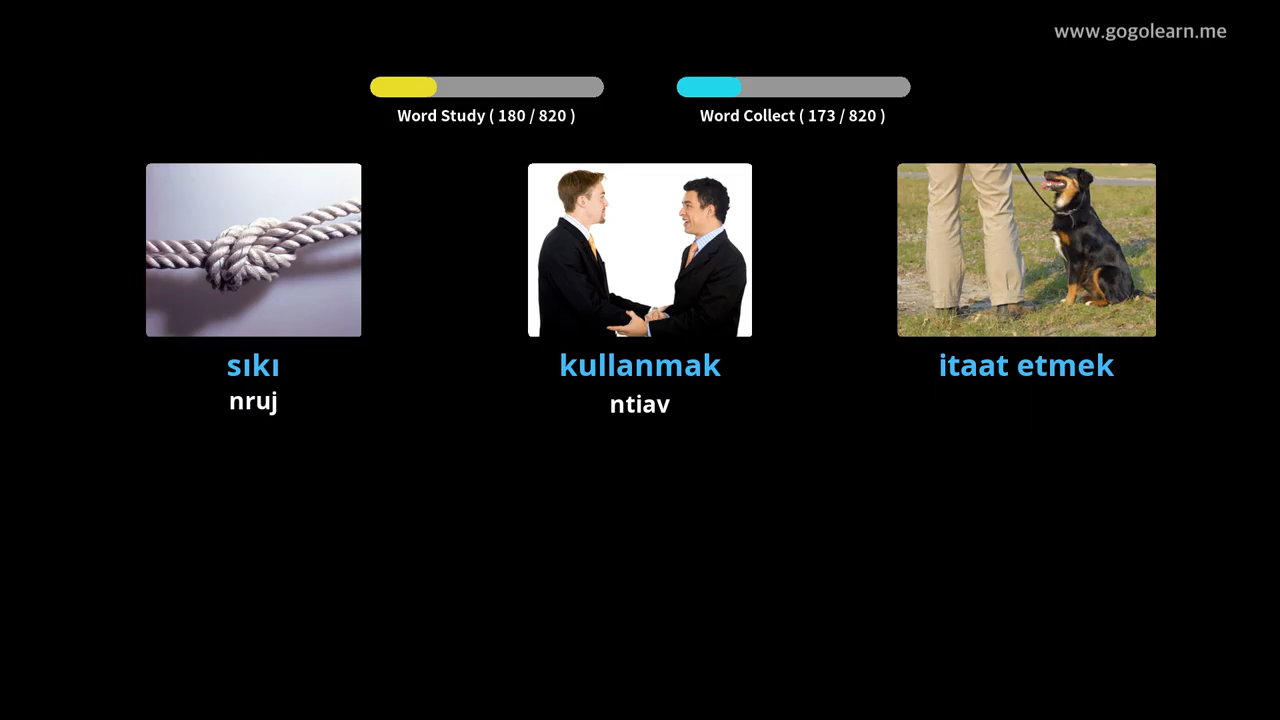 www.gogolearn.me
Word Study ( 180 / 820 )
Word Collect ( 173 / 820 )
sıkı
kullanmak
itaat etmek
nruj
ntiav